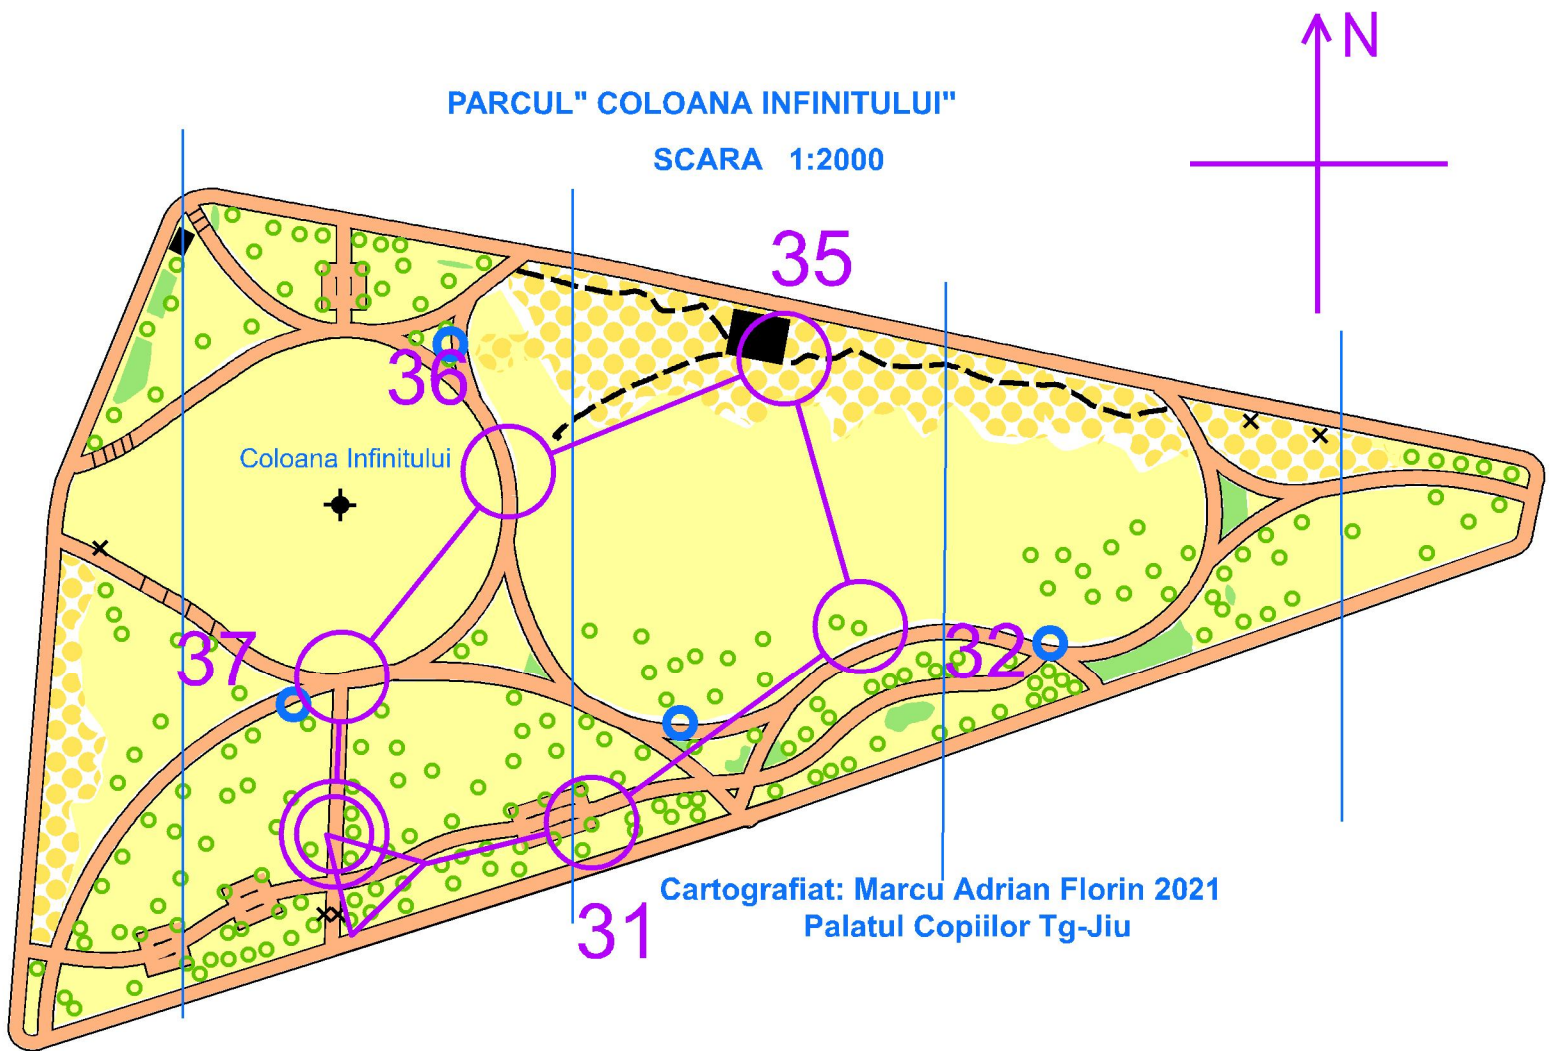 N
PARCUL" COLOANA INFINITULUI"
SCARA 1:2000
35
36
Coloana Infinitului
37
32
Cartografiat: Marcu Adrian Florin 2021
Palatul Copiilor Tg-Jiu
31